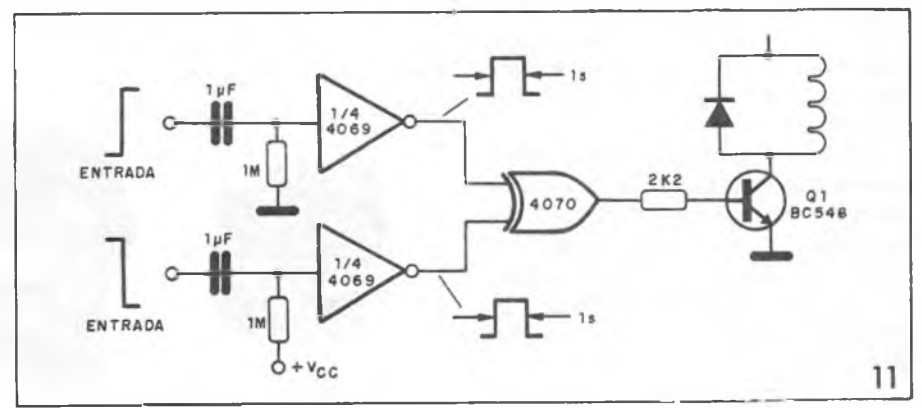 1µF
1/4
4069
1s
ENTRADA
1M
4070
2K2
Q1
BC548
1µF
1/4
4069
ENTRADA
1M
1s
+VCC
11